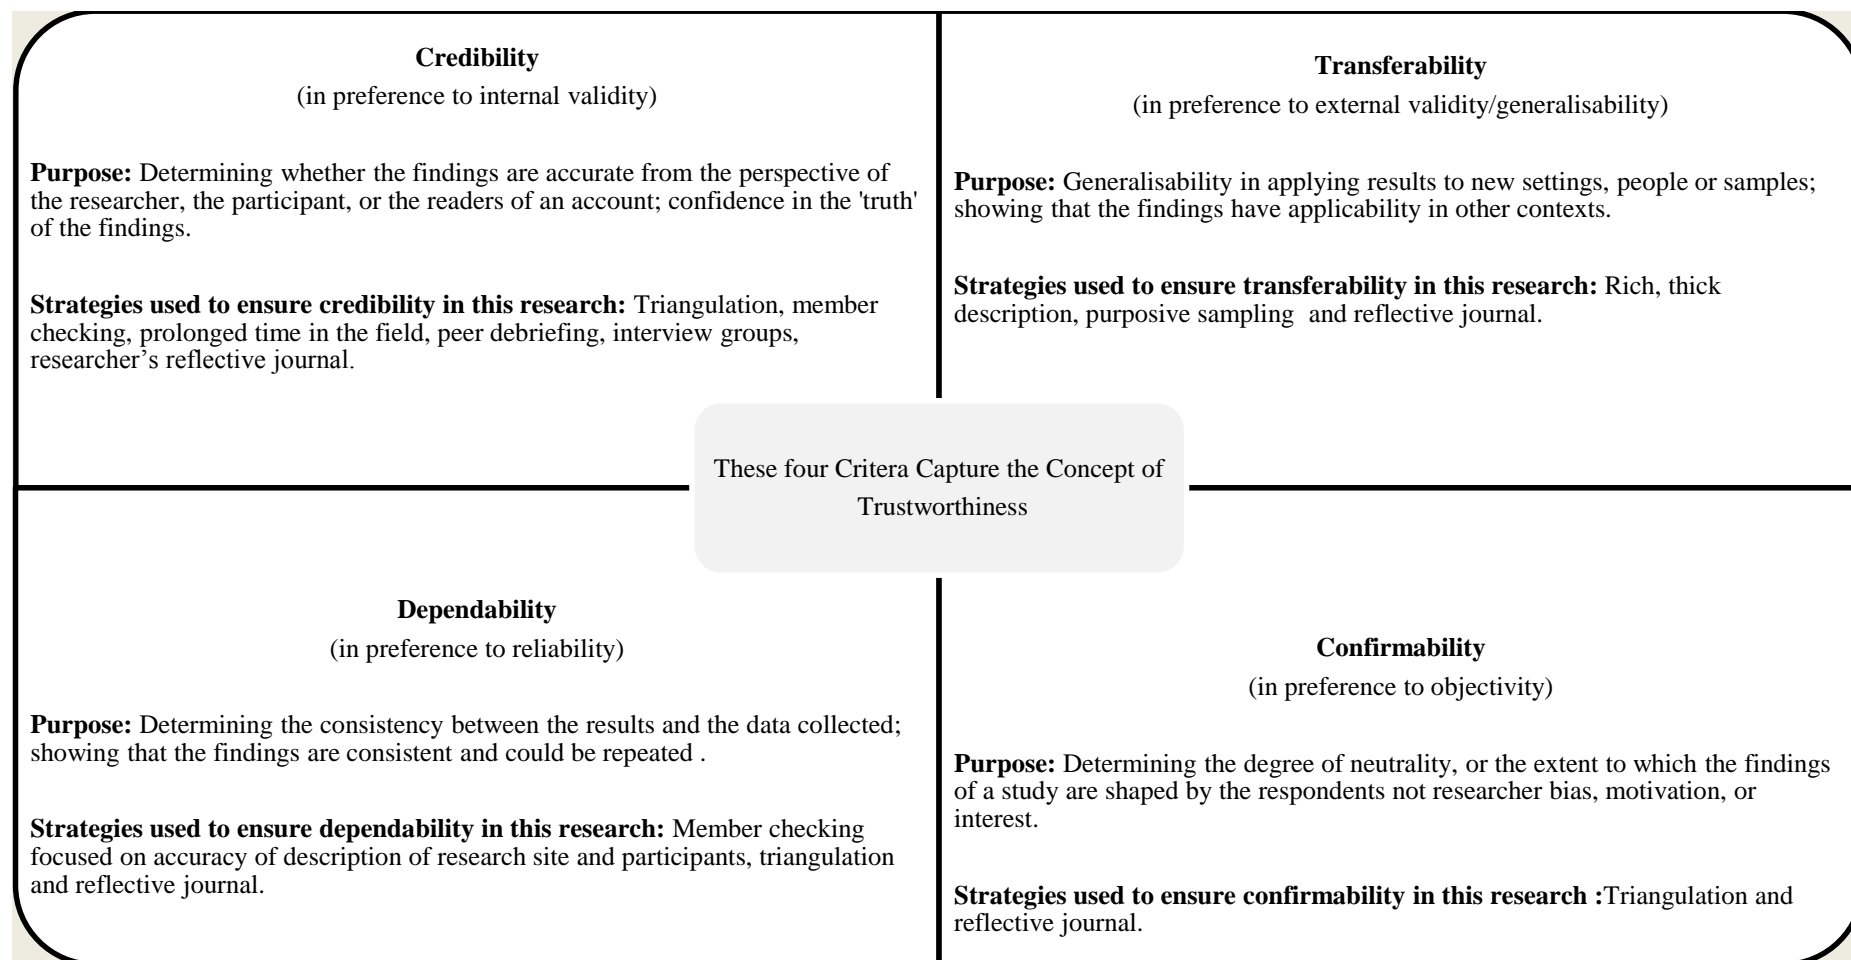 Credibility
(in preference to internal validity)
Purpose: Determining whether the findings are accurate from the perspective of
the researcher, the participant, or the readers of an account; confidence in the 'truth'
of the findings.
Strategies used to ensure credibility in this research: Triangulation, member
checking, prolonged time in the field, peer debriefing, interview groups,
researcher’s reflective journal.
Transferability
(in preference to external validity/generalisability)
Purpose: Generalisability in applying results to new settings, people or samples;
showing that the findings have applicability in other contexts.
Strategies used to ensure transferability in this research: Rich, thick
description, purposive sampling  and reflective journal.
These four Critera Capture the Concept of
Trustworthiness
Dependability
(in preference to reliability)
Purpose: Determining the consistency between the results and the data collected;
showing that the findings are consistent and could be repeated .
Strategies used to ensure dependability in this research: Member checking
focused on accuracy of description of research site and participants, triangulation
and reflective journal.
Confirmability
(in preference to objectivity)
Purpose: Determining the degree of neutrality, or the extent to which the findings
of a study are shaped by the respondents not researcher bias, motivation, or
interest.
Strategies used to ensure confirmability in this research :Triangulation and
reflective journal.